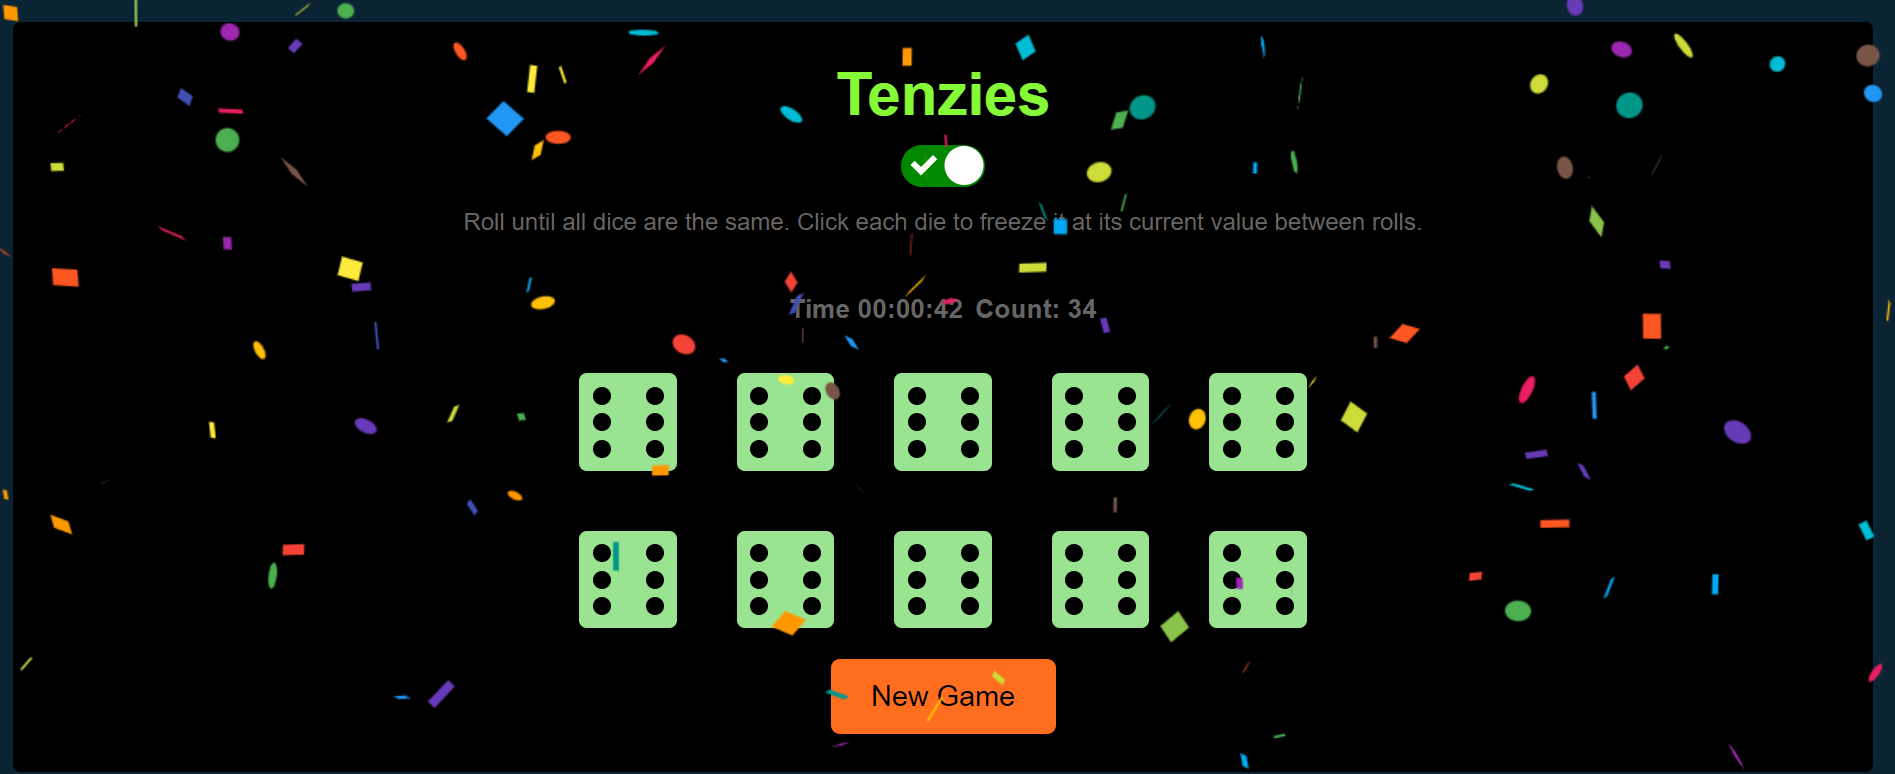 Tenzies
Roll until all dice are the same. Click each die to freeze it at its current value between rolls.
Time 00:00:42 Count: 34
New Game